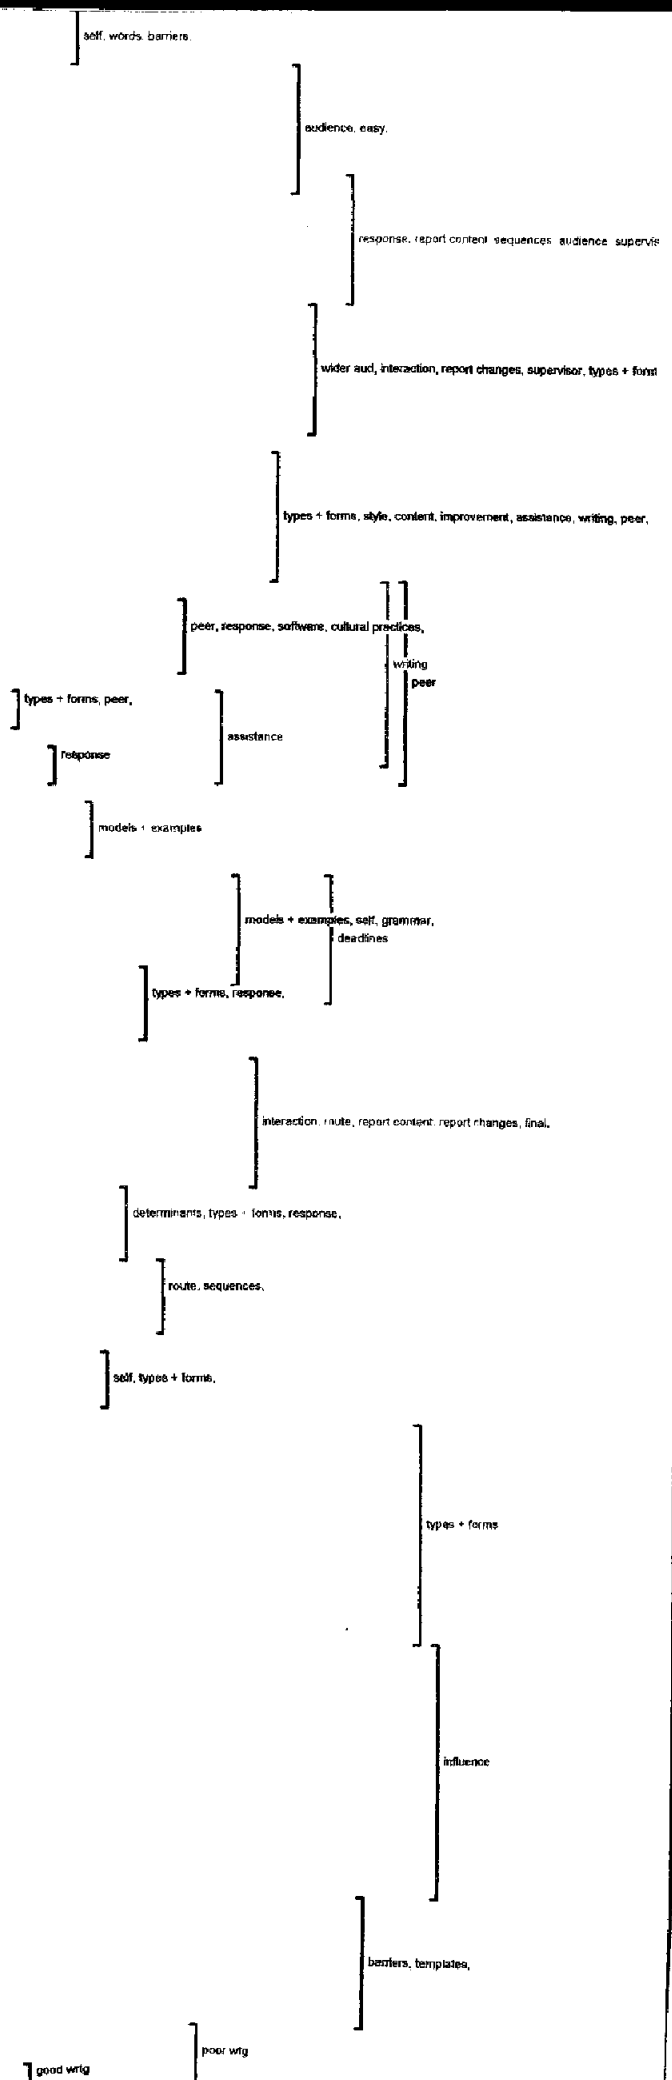 self, words, barriers,
audience, easy,
response, report content, sequences, audience, supervis
wider aud, interaction, report changes, supervisor, types + form
types + forms, style, content, improvement, assistance, writing, peer,
peer, response, software, cultural practices,
writing
peer
types + forms, peer,
assistance
response
models + examples
models + examples, self, grammar,
deadlines
types + forms, response,
interaction, route, report content, report changes, final,
determinants, types + forms, response,
route, sequences,
self, types + forms,
types + forms
influence
barriers, templates,
poor wtg
good wrtg